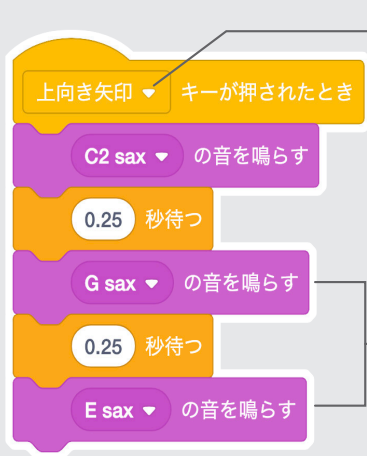 上向き矢印 キーが押されたとき
C2 sax の音を鳴らす
0.25 秒待つ
G sax の音を鳴らす
0.25 秒待つ
E sax の音を鳴らす